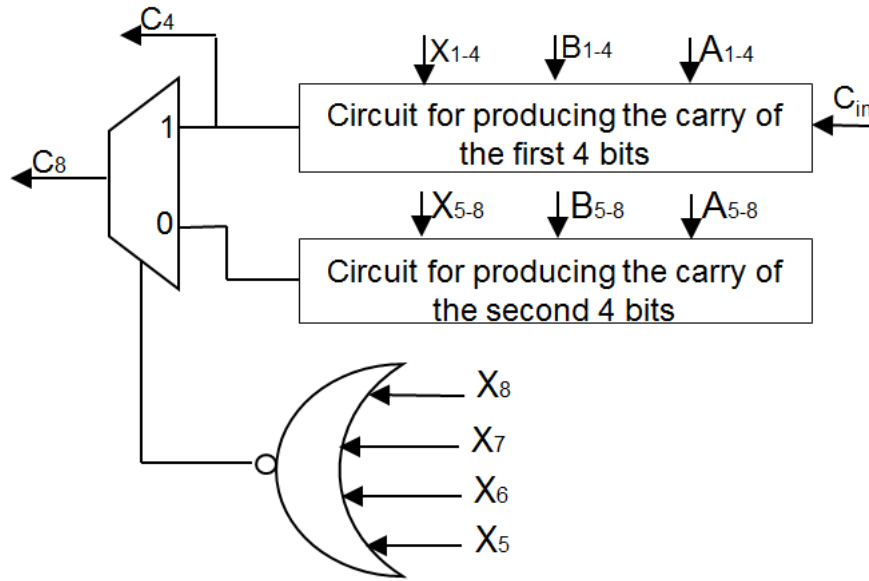 C4
X1-4 B1-4 A1-4
Circuit for producing the carry of
the first 4 bits
Cin
1
C8
0
X5-8 B5-8 A5-8
Circuit for producing the carry of
the second 4 bits
X8
X7
X6
X5